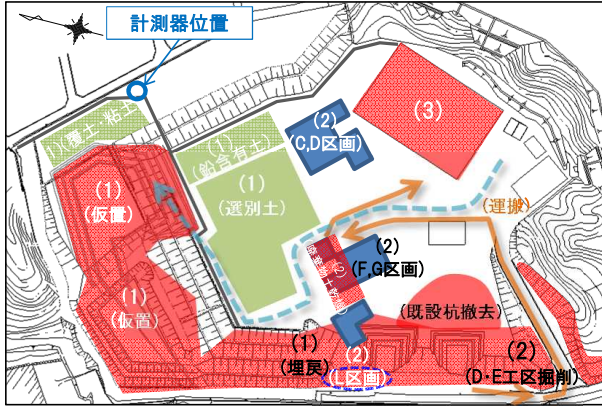 計測器位置
(1)(覆土・粘土)
(1)
(鉛含有土)
(2)
(C,D区画)
(3)
(1)
(仮置)
(1)
(選別土)
(運搬)
(2)
(F,G区画)
(2)
(1)
(仮置)
(既設杭撤去)
(1)
(埋戻)
(2)
(L区画)
(2)
(D・E工区掘削)